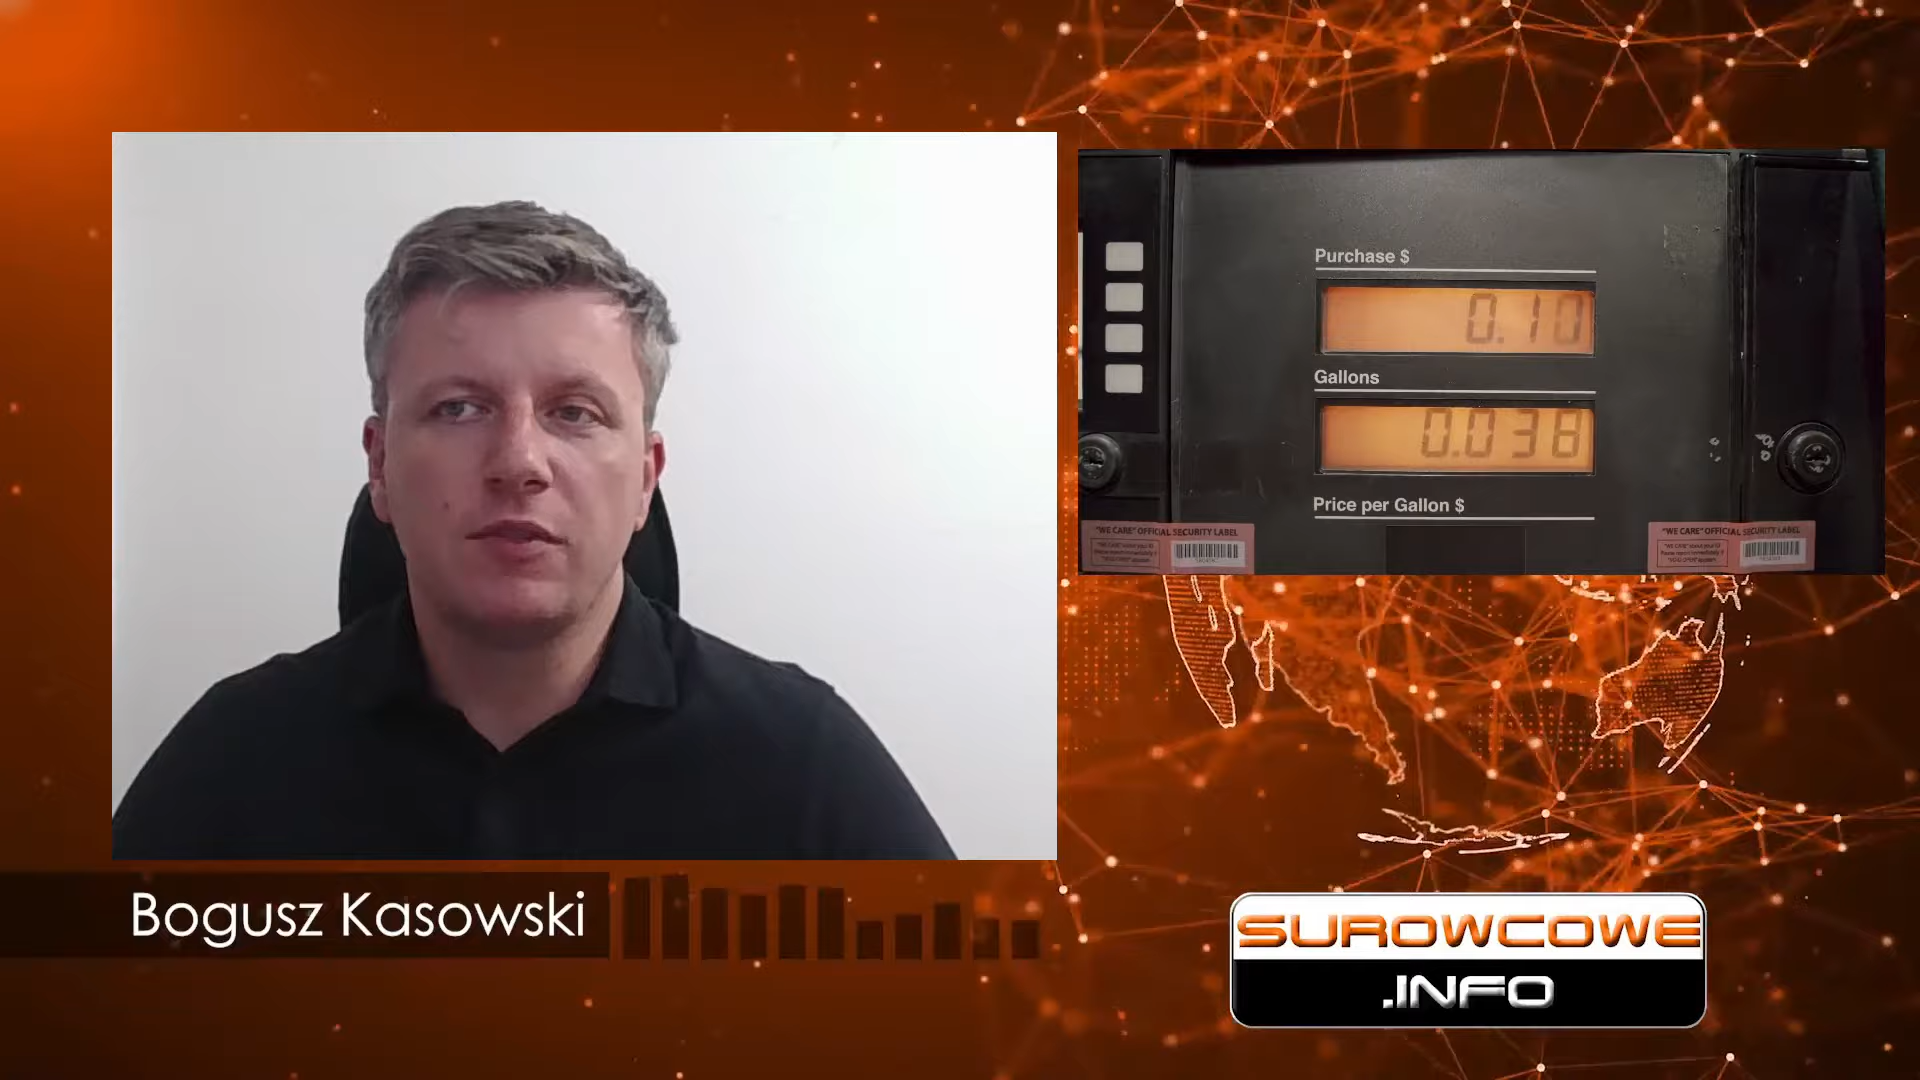 Purchase $
0.10
Gallons
0.038
Price per Gallon $
"WE CARE" OFFICIAL SECURITY LABEL
"WE CARE" OFFICIAL SECURITY LABEL
Bogusz Kasowski
SUROWCOWE
.INFO